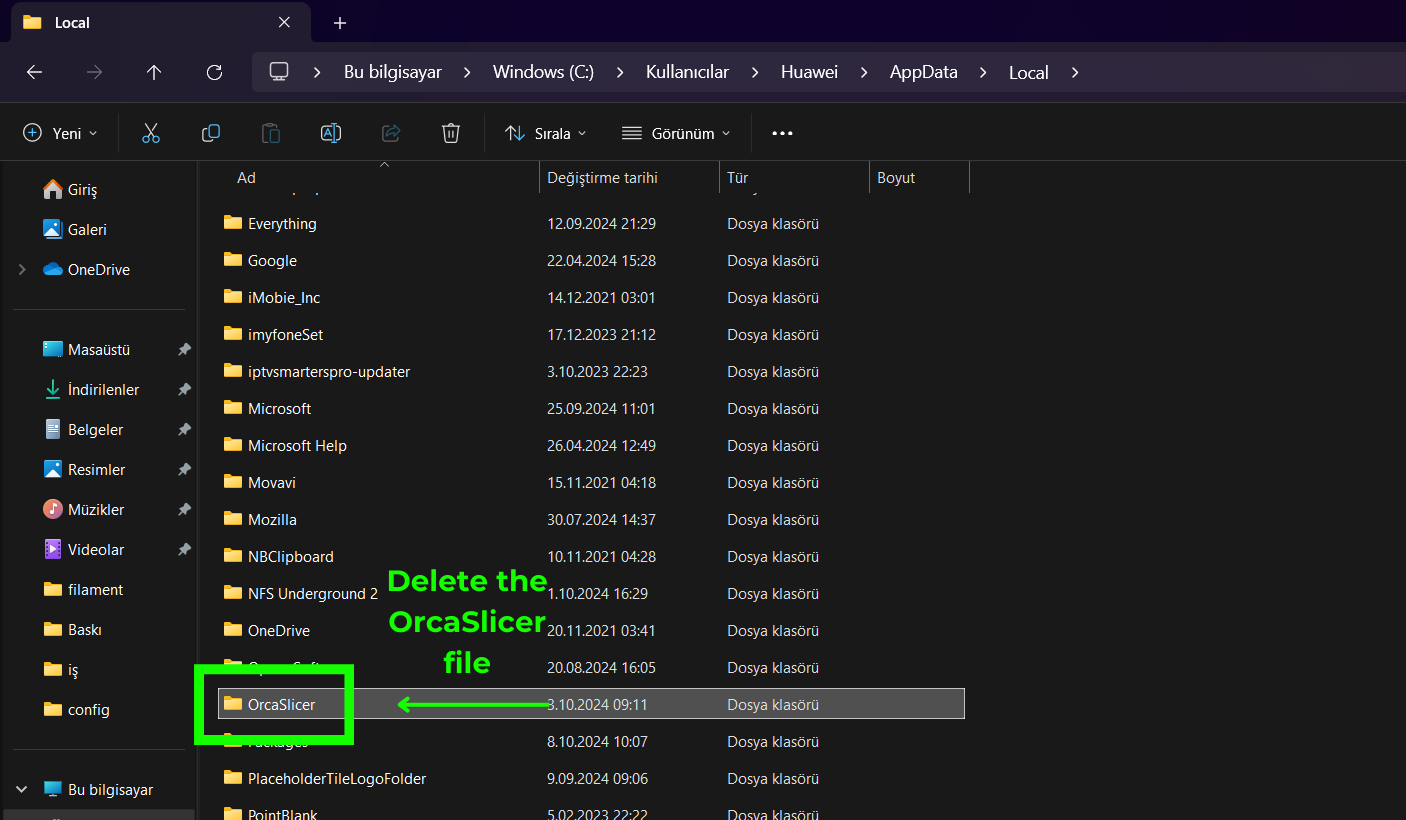 Local
Bu bilgisayar > Windows (C:) > Kullanıcılar > Huawei > AppData > Local >
Yeni
Sırala
Görünüm
Ad Değiştirme tarihi Tür Boyut
Giriş
Galeri
OneDrive
Masaüstü
İndirilenler
Belgeler
Resimler
Müzikler
Videolar
filament
Baskı
iş
config
Bu bilgisayar
Everything 12.09.2024 21:29 Dosya klasörü
Google 22.04.2024 15:28 Dosya klasörü
iMobie_Inc 14.12.2021 03:01 Dosya klasörü
imyfoneSet 17.12.2023 21:12 Dosya klasörü
iptvsmarterspro-updater 3.10.2023 22:23 Dosya klasörü
Microsoft 25.09.2024 11:01 Dosya klasörü
Microsoft Help 26.04.2024 12:49 Dosya klasörü
Movavi 15.11.2021 04:18 Dosya klasörü
Mozilla 30.07.2024 14:37 Dosya klasörü
NBClipboard 10.11.2021 04:28 Dosya klasörü
NFS Underground 2 1.10.2024 16:29 Dosya klasörü
OneDrive 20.11.2021 03:41 Dosya klasörü
20.08.2024 16:05 Dosya klasörü
OrcaSlicer 3.10.2024 09:11 Dosya klasörü
Packages 8.10.2024 10:07 Dosya klasörü
PlaceholderTileLogoFolder 9.09.2024 09:06 Dosya klasörü
PointBlank 5.02.2023 22:22 Dosya klasörü
Delete the
OrcaSlicer
file